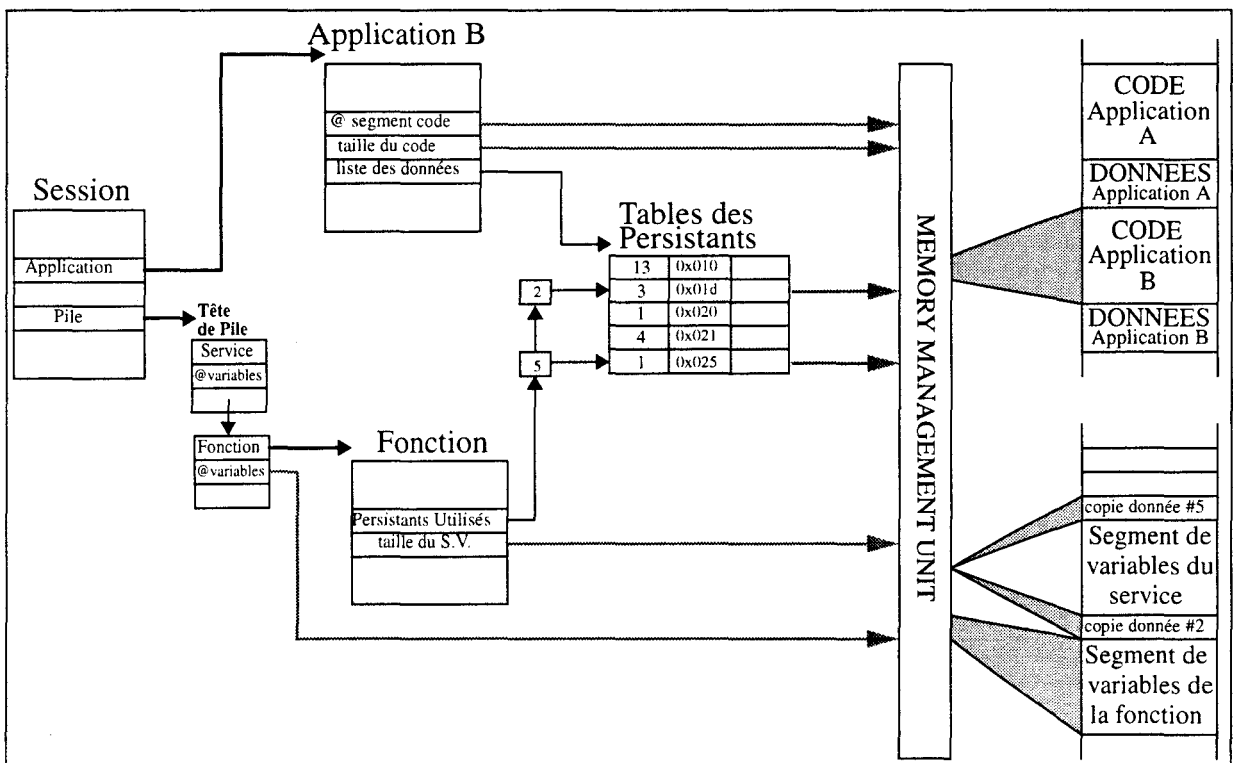 Application B
@ segment code
taille du code
liste des données
Session
Application
Pile
Tête
de Pile
Service
@variables
Fonction
@variables
Fonction
Persistants Utilisés
taille du S.V.
Tables des
Persistants
13 0x010
3 0x01d
1 0x020
4 0x021
1 0x025
2
5
MEMORY MANAGEMENT UNIT
CODE
Application
A
DONNEES
Application A
CODE
Application
B
DONNEES
Application B
copie donnée #5
Segment de
variables du
service
copie donnée #2
Segment de
variables de
la fonction